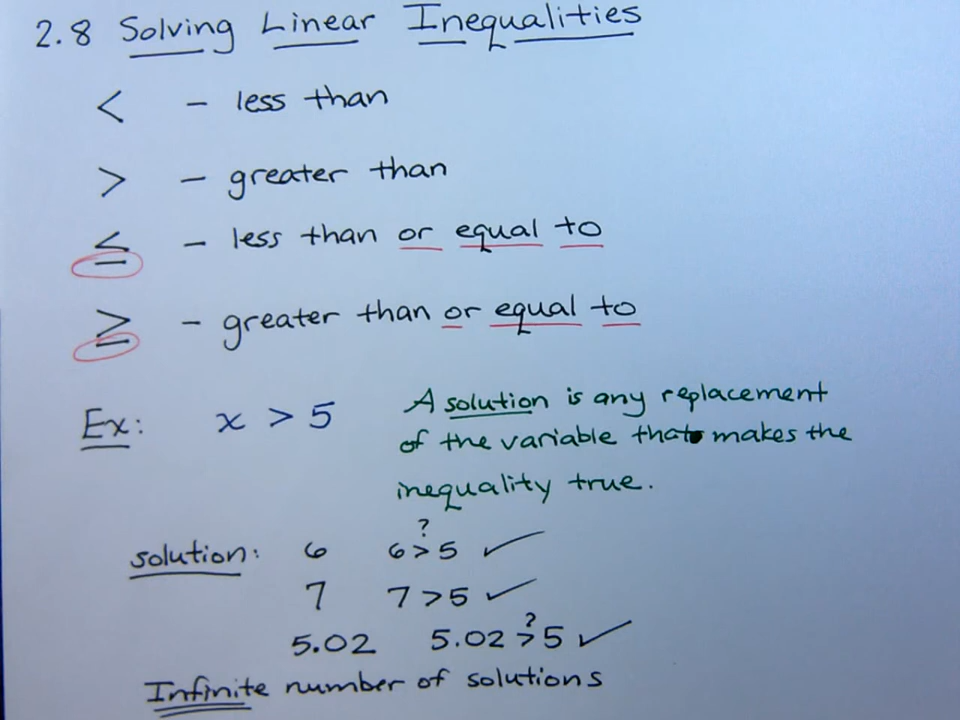 2.8 Solving Linear Inequalities
< - less than
> - greater than
≤ - less than or equal to
≥ - greater than or equal to
Ex: x > 5
A solution is any replacement
of the variable that makes the
inequality true.
solution: 6 6 >? 5 ✓
7 7 > 5 ✓
5.02 5.02 >? 5 ✓
Infinite number of solutions